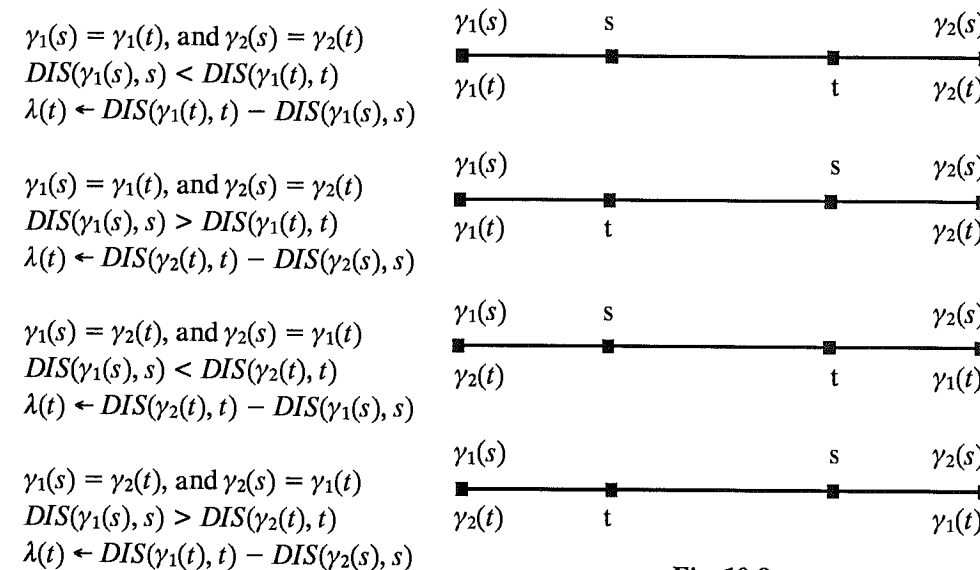 γ₁(s) = γ₁(t), and γ₂(s) = γ₂(t)
DIS(γ₁(s), s) < DIS(γ₁(t), t)
λ(t) ← DIS(γ₁(t), t) − DIS(γ₁(s), s)
γ₁(s) s γ₂(s)
γ₁(t) t γ₂(t)
γ₁(s) = γ₁(t), and γ₂(s) = γ₂(t)
DIS(γ₁(s), s) > DIS(γ₁(t), t)
λ(t) ← DIS(γ₂(t), t) − DIS(γ₂(s), s)
γ₁(s) s γ₂(s)
γ₁(t) t γ₂(t)
γ₁(s) = γ₂(t), and γ₂(s) = γ₁(t)
DIS(γ₁(s), s) < DIS(γ₂(t), t)
λ(t) ← DIS(γ₂(t), t) − DIS(γ₁(s), s)
γ₁(s) s γ₂(s)
γ₂(t) t γ₁(t)
γ₁(s) = γ₂(t), and γ₂(s) = γ₁(t)
DIS(γ₁(s), s) > DIS(γ₂(t), t)
λ(t) ← DIS(γ₁(t), t) − DIS(γ₂(s), s)
γ₁(s) s γ₂(s)
γ₂(t) t γ₁(t)